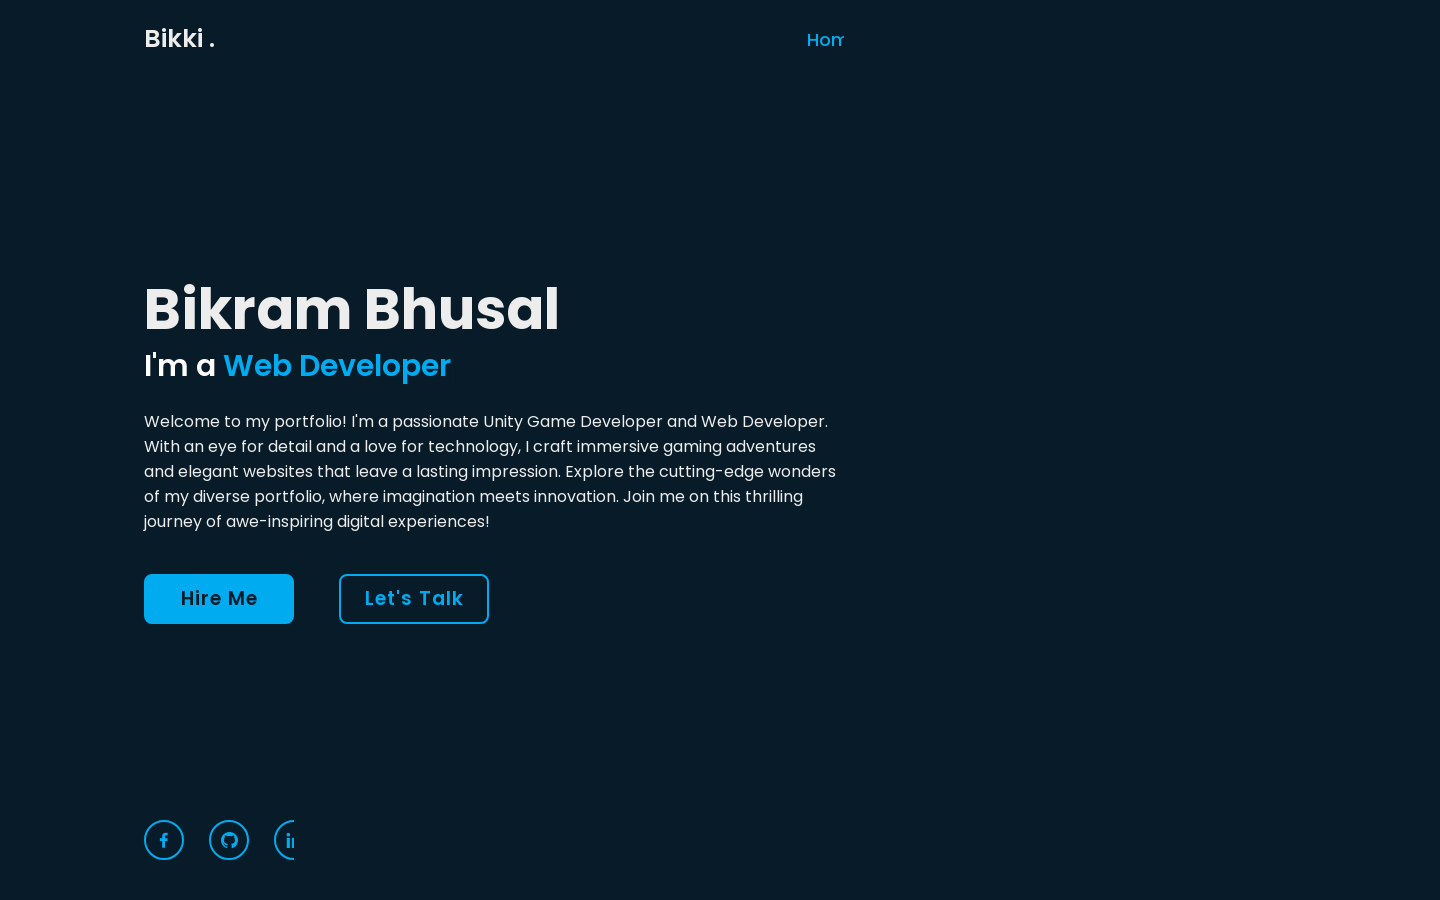 Bikki .
Hom
Bikram Bhusal
I'm a Web Developer
Welcome to my portfolio! I'm a passionate Unity Game Developer and Web Developer.
With an eye for detail and a love for technology, I craft immersive gaming adventures
and elegant websites that leave a lasting impression. Explore the cutting-edge wonders
of my diverse portfolio, where imagination meets innovation. Join me on this thrilling
journey of awe-inspiring digital experiences!
Hire Me
Let's Talk